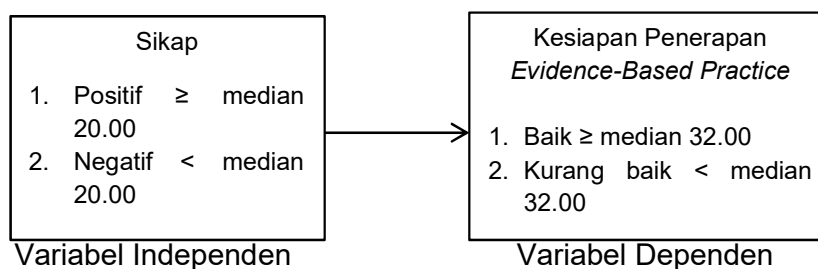 Sikap
1. Positif ≥ median
20.00
2. Negatif < median
20.00
Variabel Independen
Kesiapan Penerapan
Evidence-Based Practice
1. Baik ≥ median 32.00
2. Kurang baik < median
32.00
Variabel Dependen